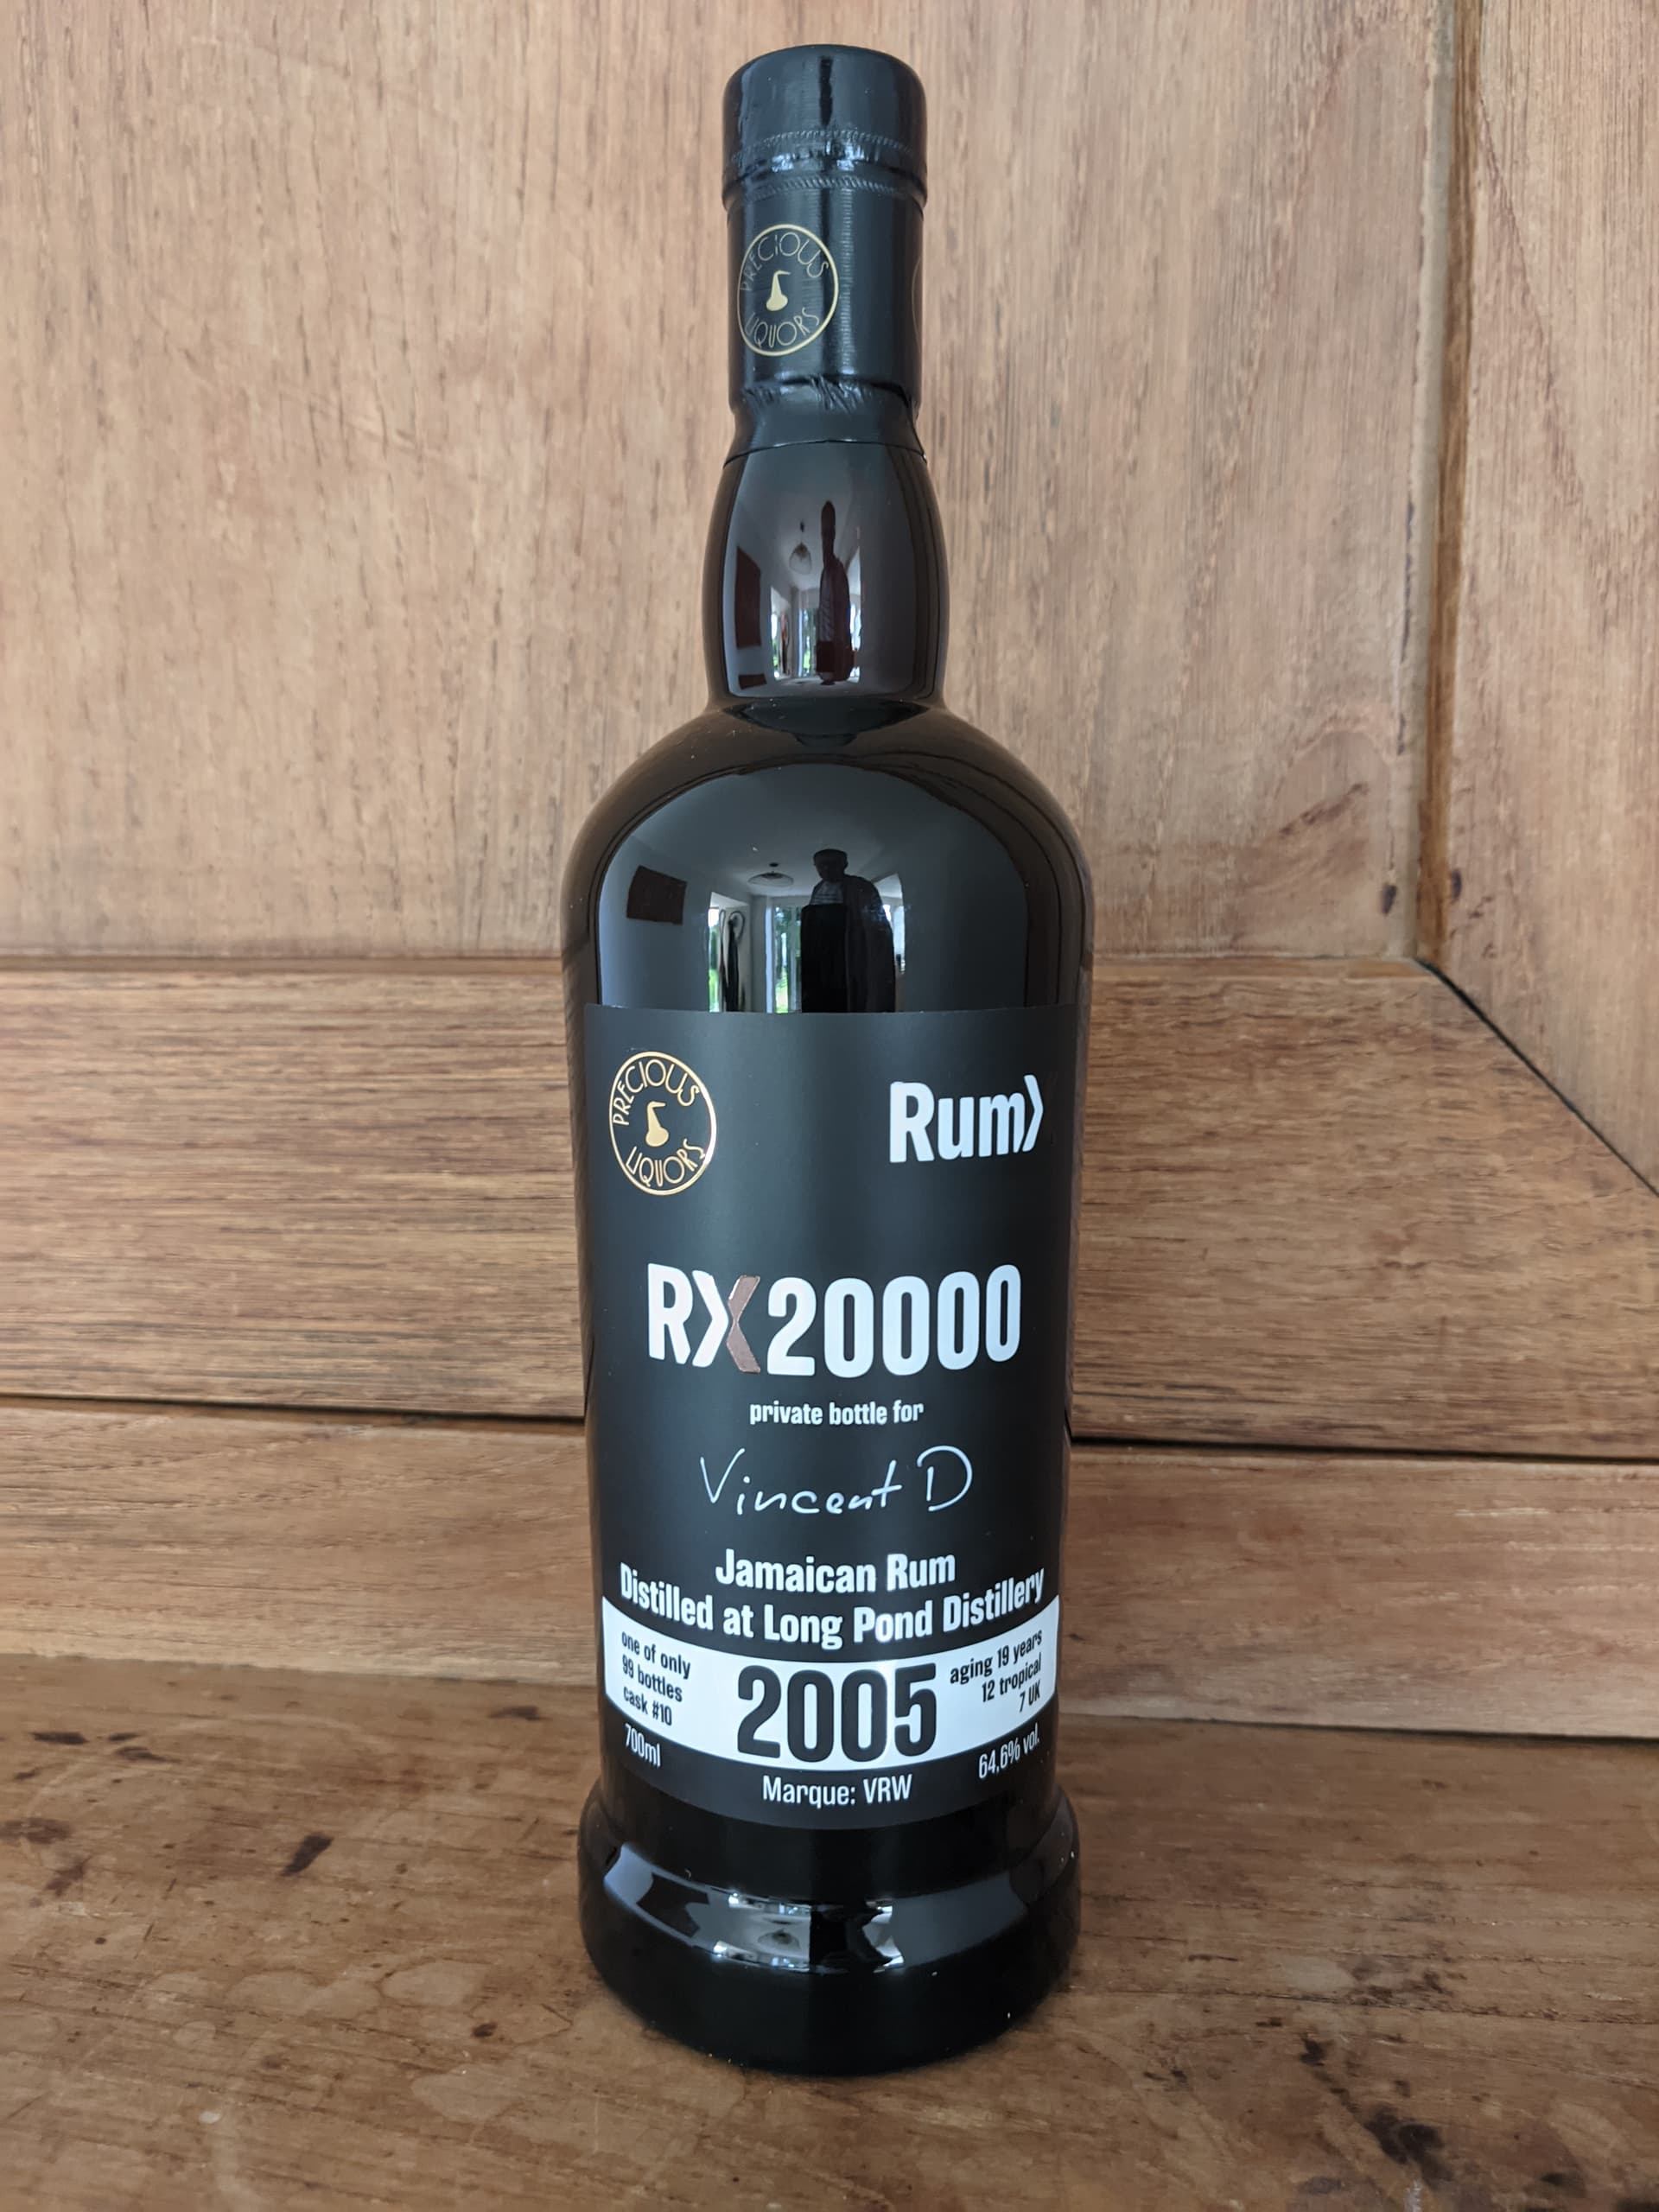 PRECIOUS
LIQUORS
PRECIOUS
LIQUORS
Rum
RX20000
private bottle for
Vincent D
Jamaican Rum
Distilled at Long Pond Distillery
one of only
99 bottles
cask #10
2005
aging 19 years
12 tropical
7 UK
700ml
64,6% vol.
Marque: VRW